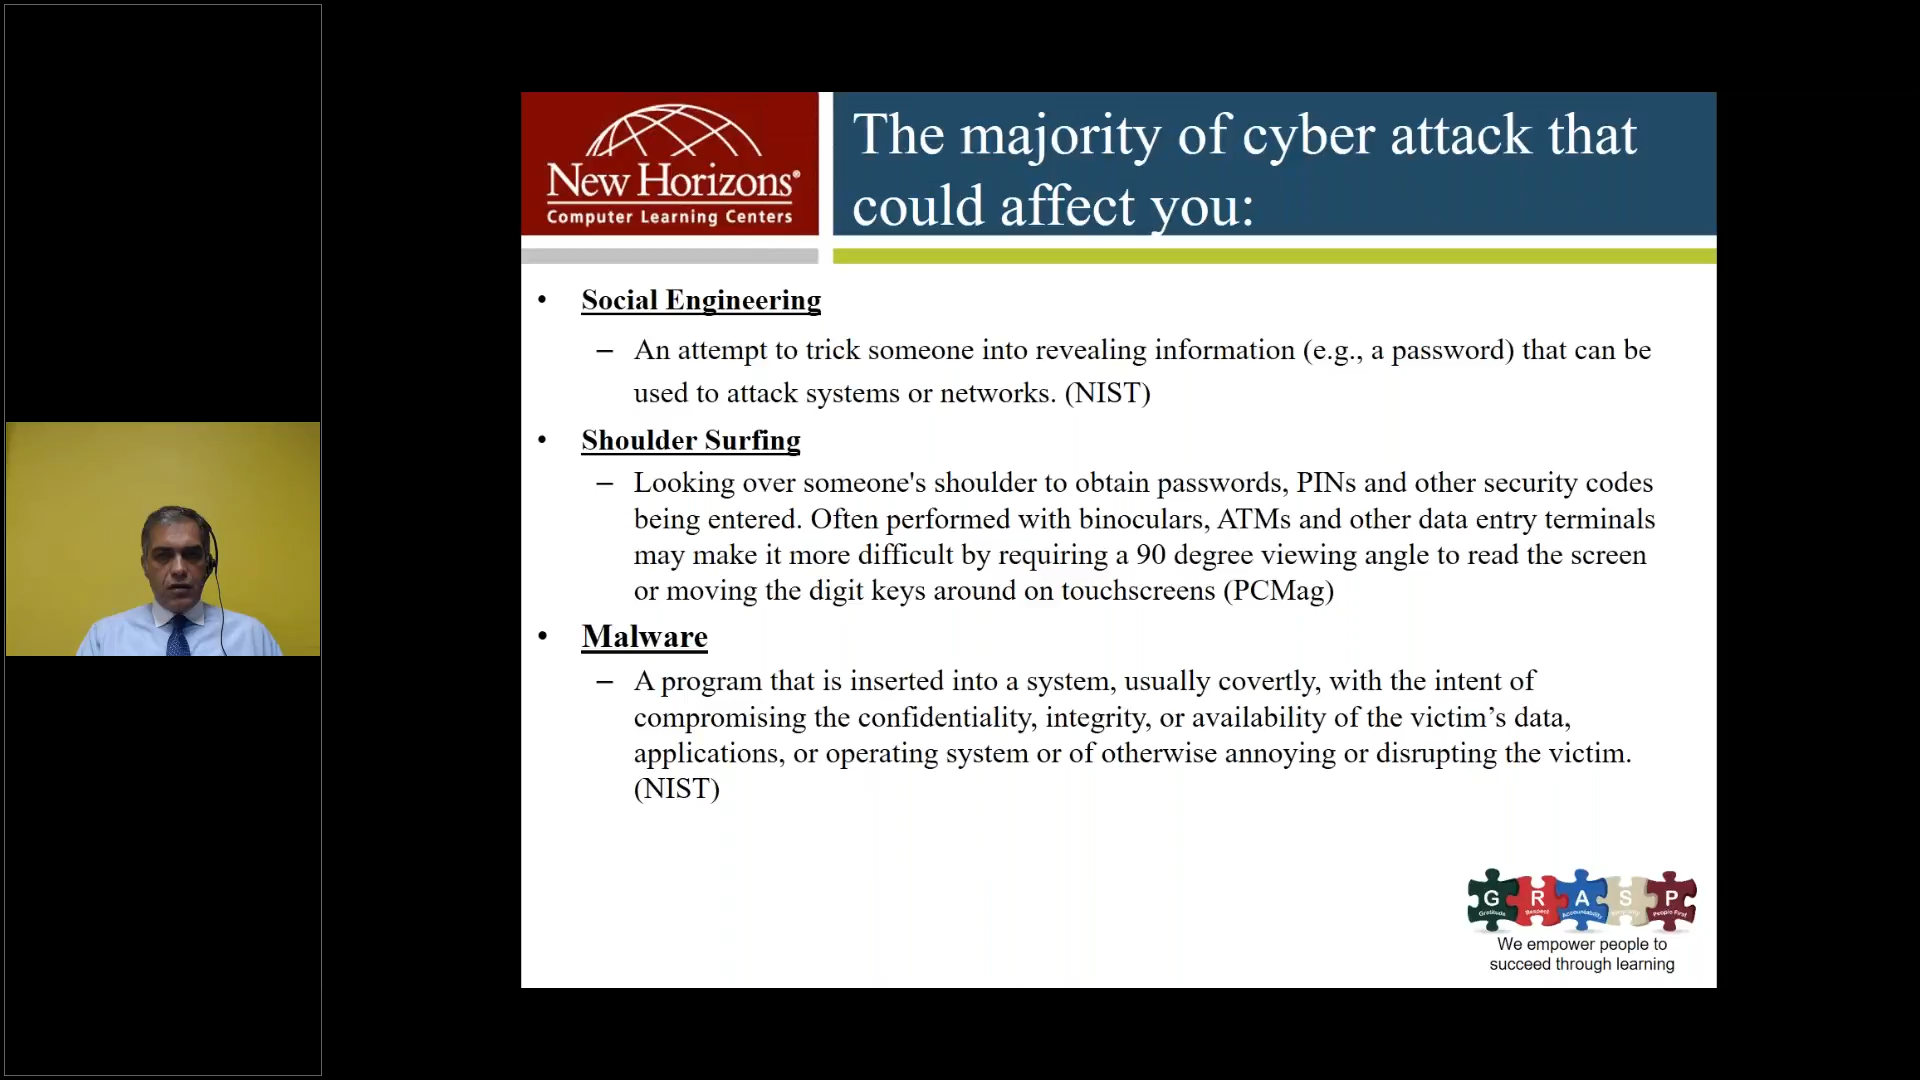 New Horizons®
Computer Learning Centers
The majority of cyber attack that
could affect you:
• Social Engineering
– An attempt to trick someone into revealing information (e.g., a password) that can be
used to attack systems or networks. (NIST)
• Shoulder Surfing
– Looking over someone's shoulder to obtain passwords, PINs and other security codes
being entered. Often performed with binoculars, ATMs and other data entry terminals
may make it more difficult by requiring a 90 degree viewing angle to read the screen
or moving the digit keys around on touchscreens (PCMag)
• Malware
– A program that is inserted into a system, usually covertly, with the intent of
compromising the confidentiality, integrity, or availability of the victim’s data,
applications, or operating system or of otherwise annoying or disrupting the victim.
(NIST)
G R A S P
Gratitude Respect Accountability People First
We empower people to
succeed through learning